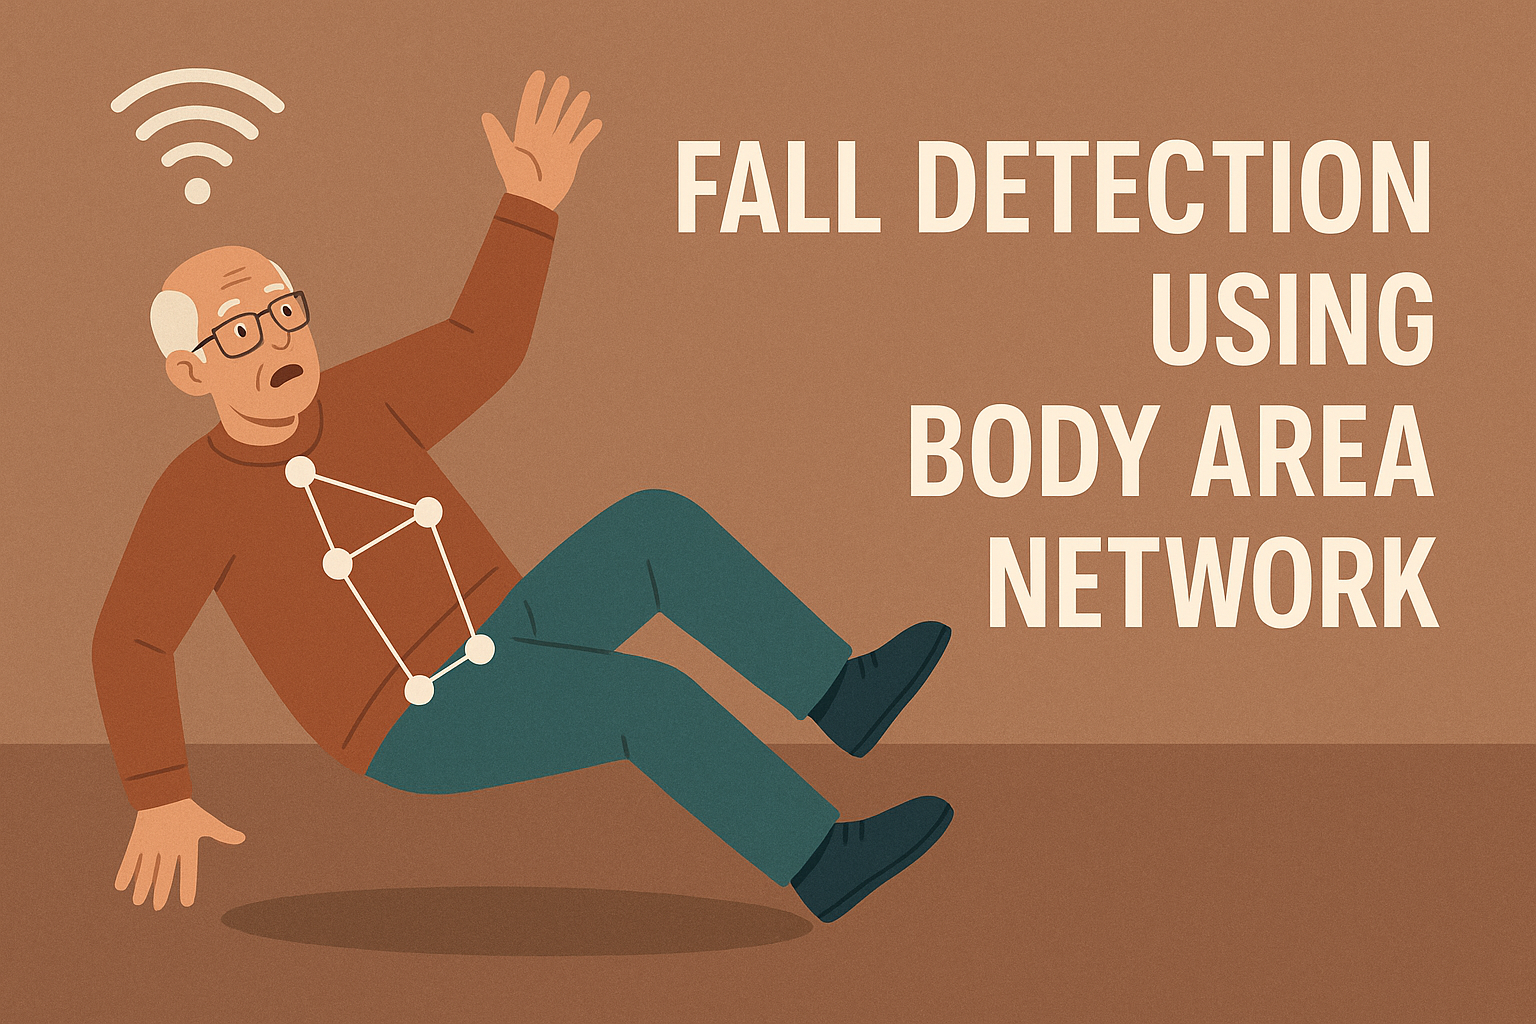 FALL DETECTION
USING
BODY AREA
NETWORK